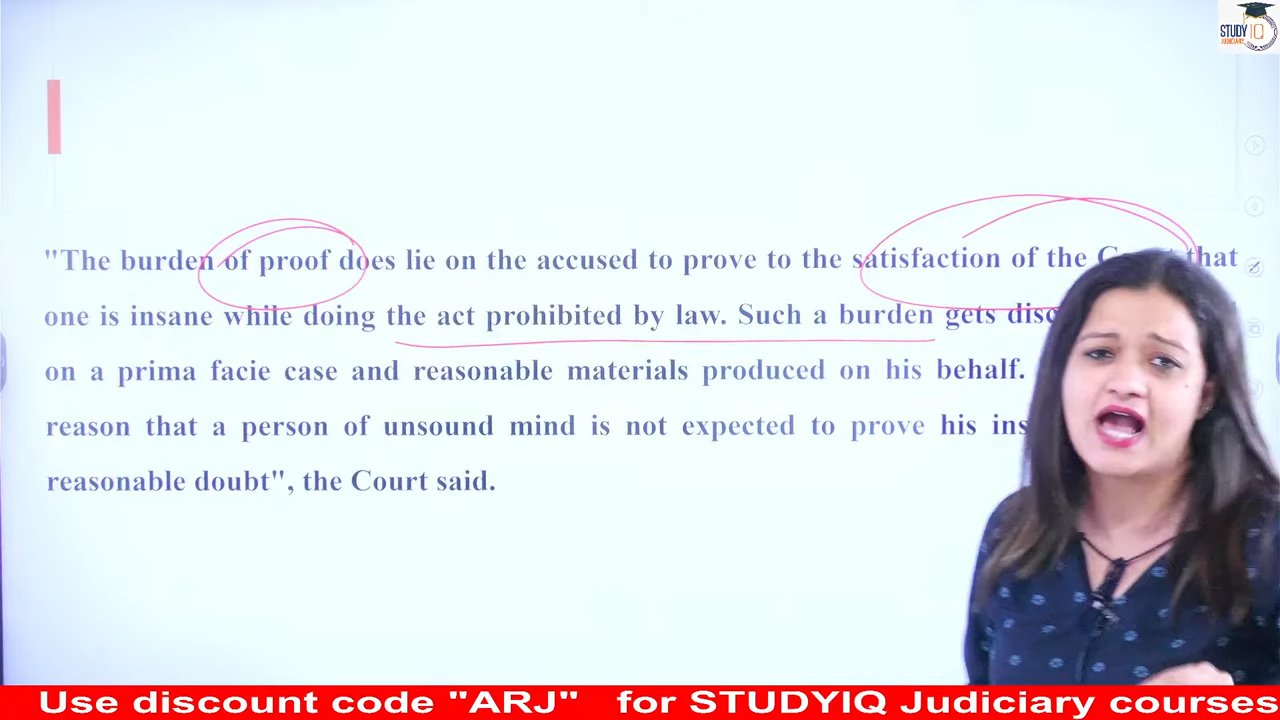 STUDY IQ
JUDICIARY
"The burden of proof does lie on the accused to prove to the satisfaction of the that
one is insane while doing the act prohibited by law. Such a burden gets
on a prima facie case and reasonable materials produced on his behalf.
reason that a person of unsound mind is not expected to prove his
reasonable doubt", the Court said.
Use discount code "ARJ" for STUDYIQ Judiciary courses